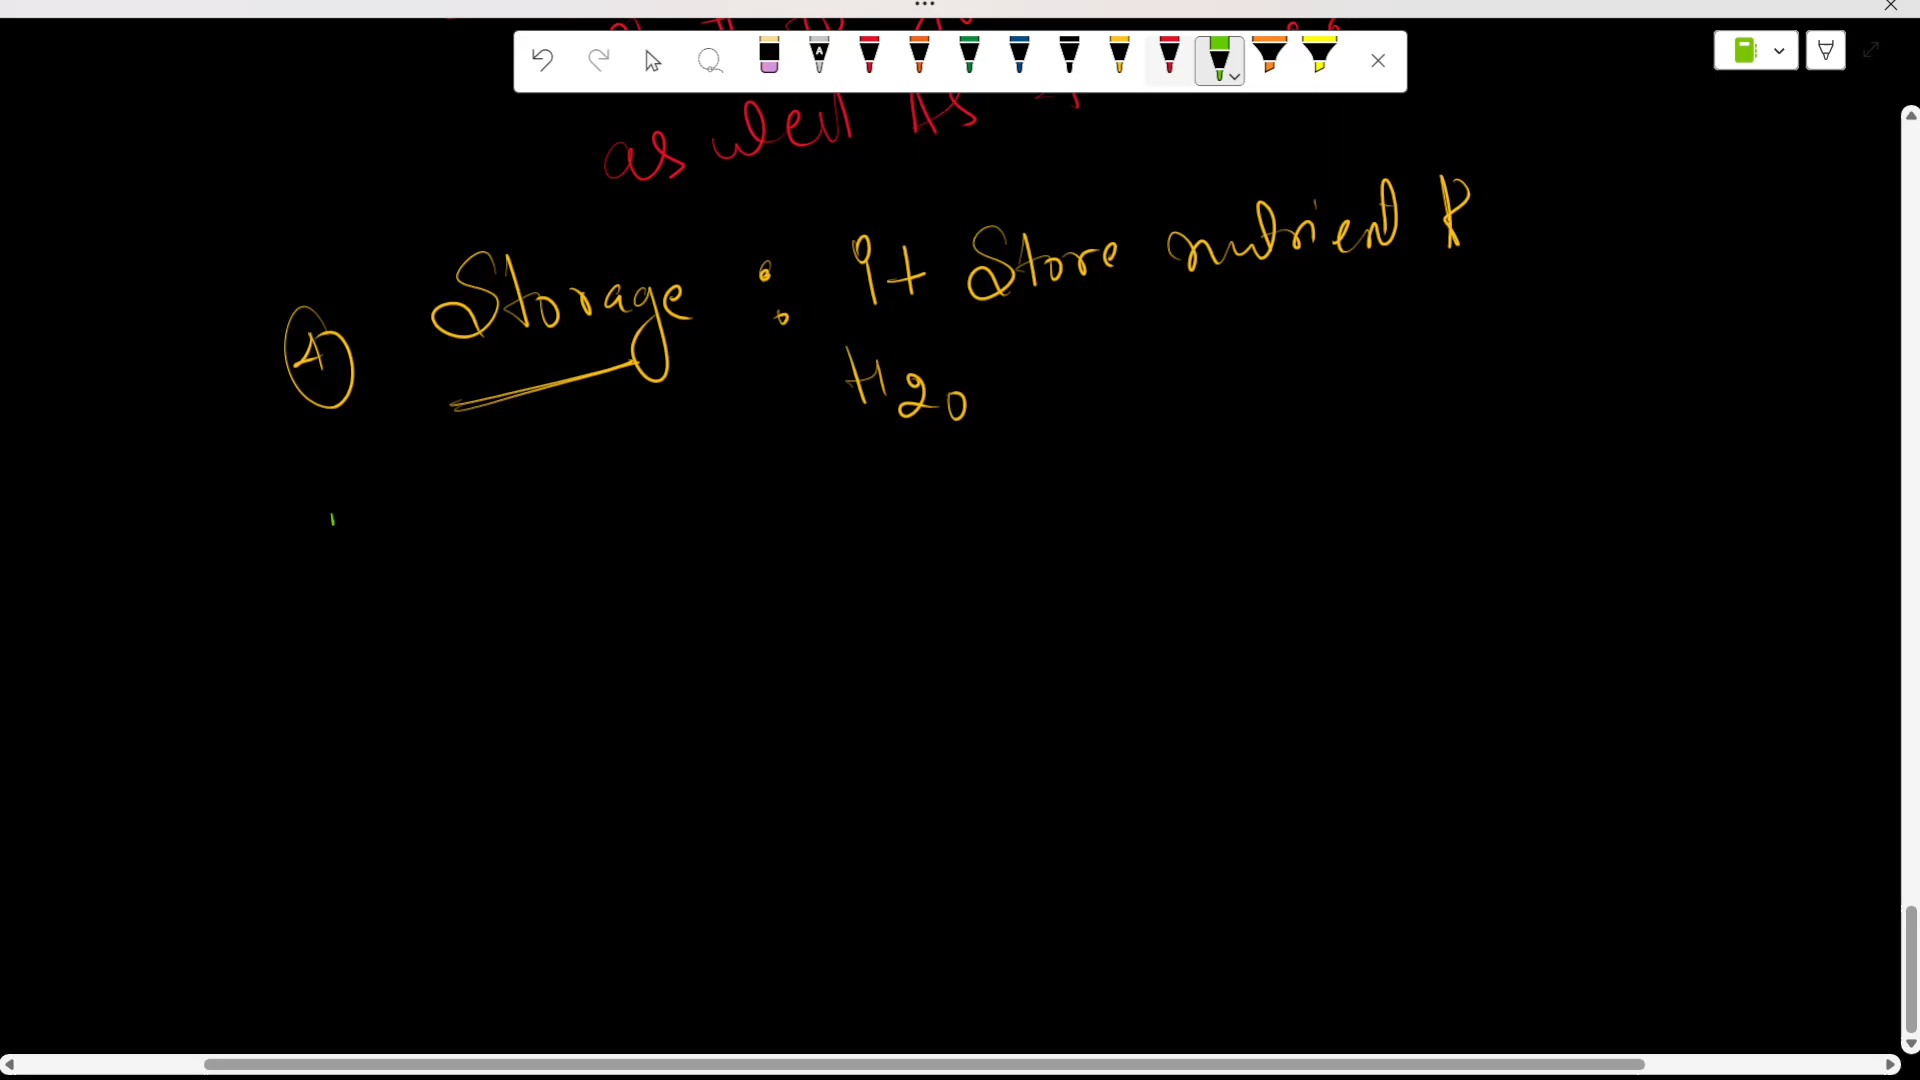 as well As
④ Storage : It Store nutrient &
H2O